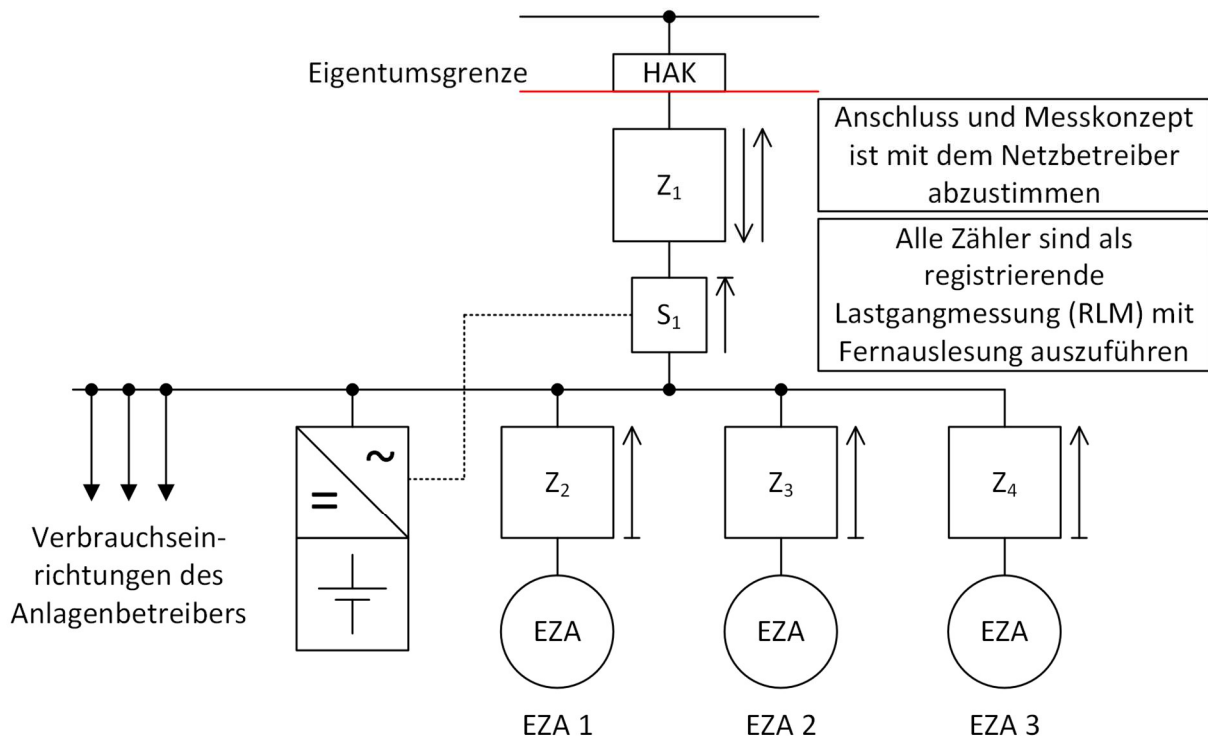 Eigentumsgrenze
HAK
Z₁
Anschluss und Messkonzept
ist mit dem Netzbetreiber
abzustimmen
Alle Zähler sind als
registrierende
Lastgangmessung (RLM) mit
Fernauslesung auszuführen
S₁
~
=
Z₂
Z₃
Z₄
Verbrauchsein-
richtungen des
Anlagenbetreibers
EZA
EZA
EZA
EZA 1
EZA 2
EZA 3